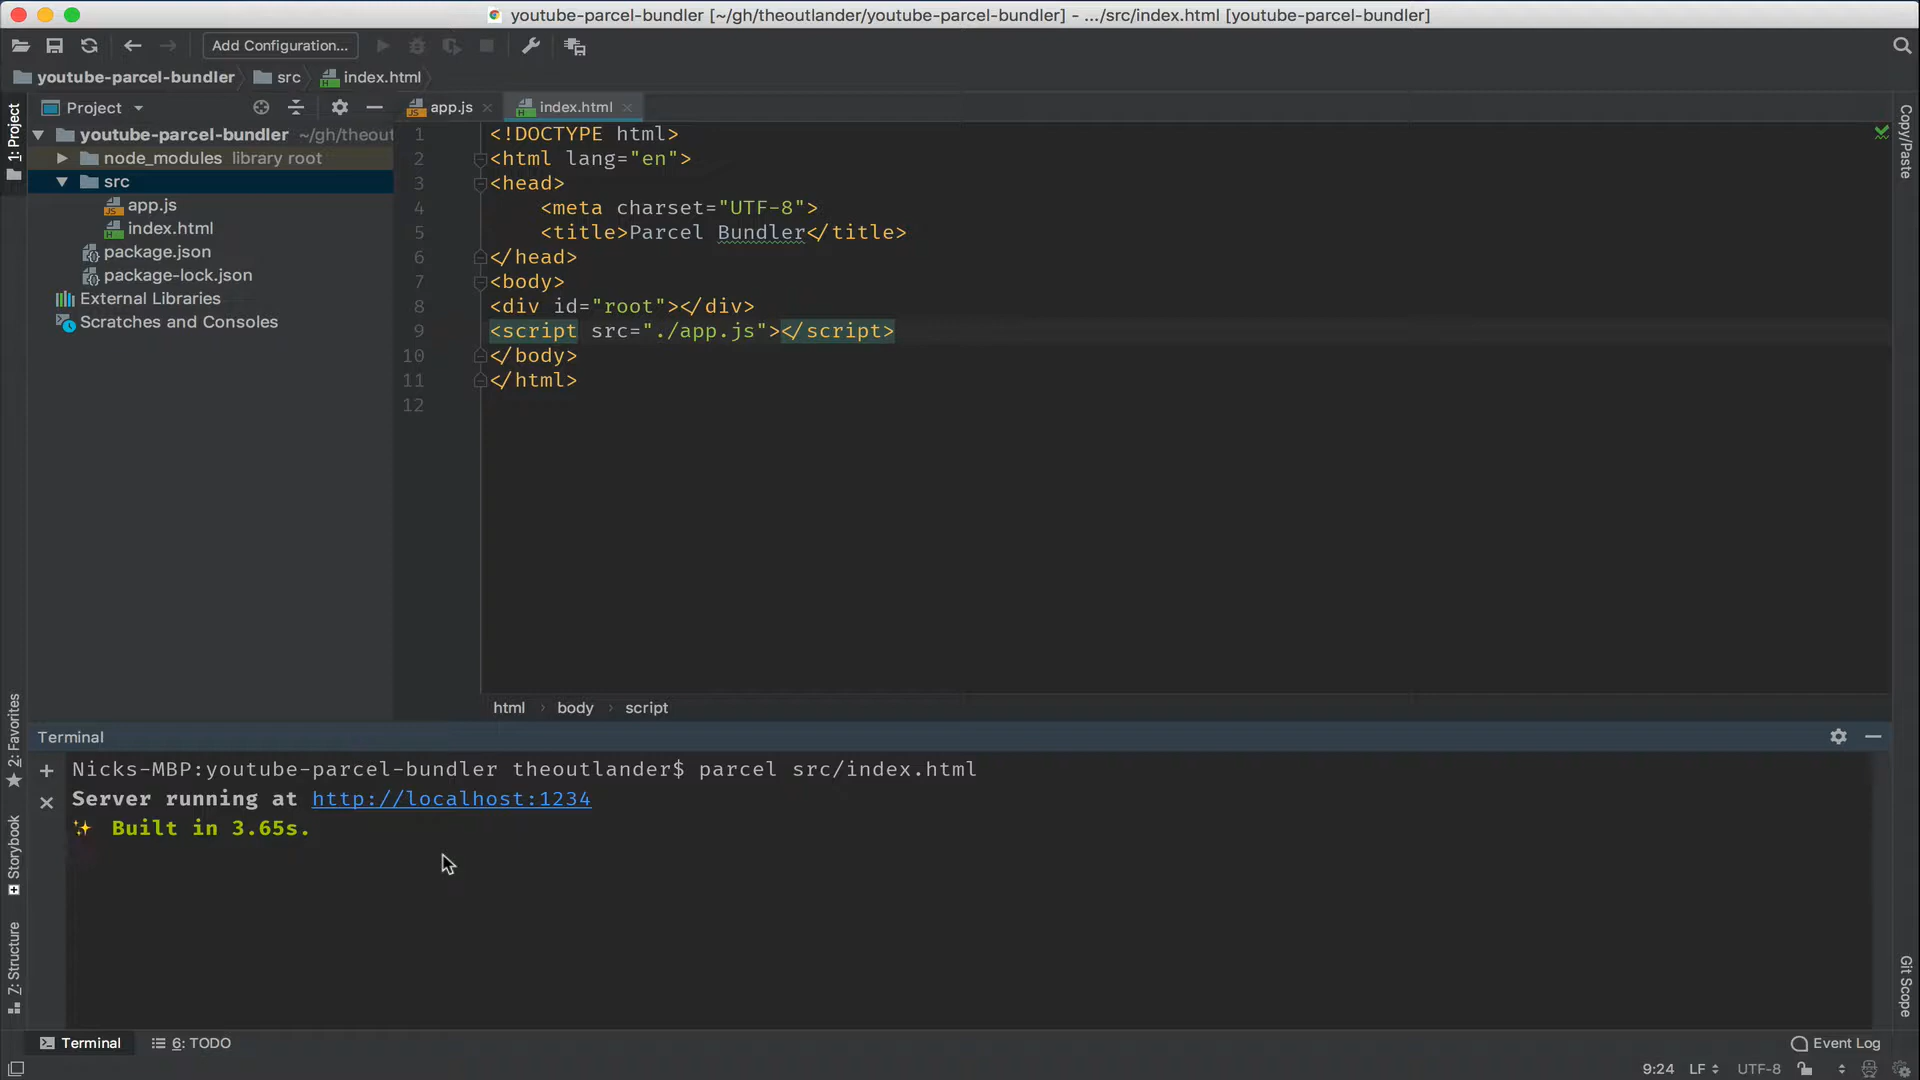 youtube-parcel-bundler [~/gh/theoutlander/youtube-parcel-bundler] - .../src/index.html [youtube-parcel-bundler]
Add Configuration...
youtube-parcel-bundler src index.html
Project
app.js
index.html
1: Project
youtube-parcel-bundler ~/gh/theout
node_modules library root
src
app.js
index.html
package.json
package-lock.json
External Libraries
Scratches and Consoles
1 <!DOCTYPE html>
2 <html lang="en">
3 <head>
4 <meta charset="UTF-8">
5 <title>Parcel Bundler</title>
6 </head>
7 <body>
8 <div id="root"></div>
9 <script src="./app.js"></script>
10 </body>
11 </html>
12
Copy/Paste
html › body › script
2: Favorites
Storybook
7: Structure
Terminal
Nicks-MBP:youtube-parcel-bundler theoutlander$ parcel src/index.html
Server running at http://localhost:1234
✨ Built in 3.65s.
Git Scope
Terminal
6: TODO
Event Log
9:24 LF UTF-8